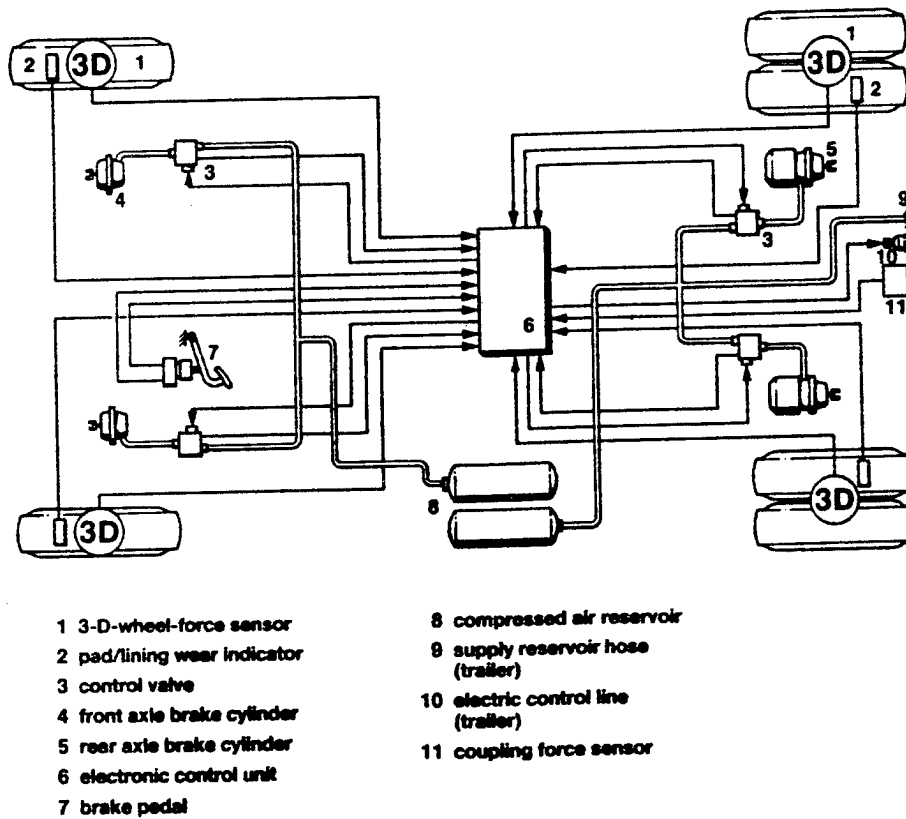 2 3D 1
1
3D
2
4
3
5
3
9
10
11
6
7
8
3D
3D
1 3-D-wheel-force sensor
2 pad/lining wear indicator
3 control valve
4 front axle brake cylinder
5 rear axle brake cylinder
6 electronic control unit
7 brake pedal
8 compressed air reservoir
9 supply reservoir hose
(trailer)
10 electric control line
(trailer)
11 coupling force sensor